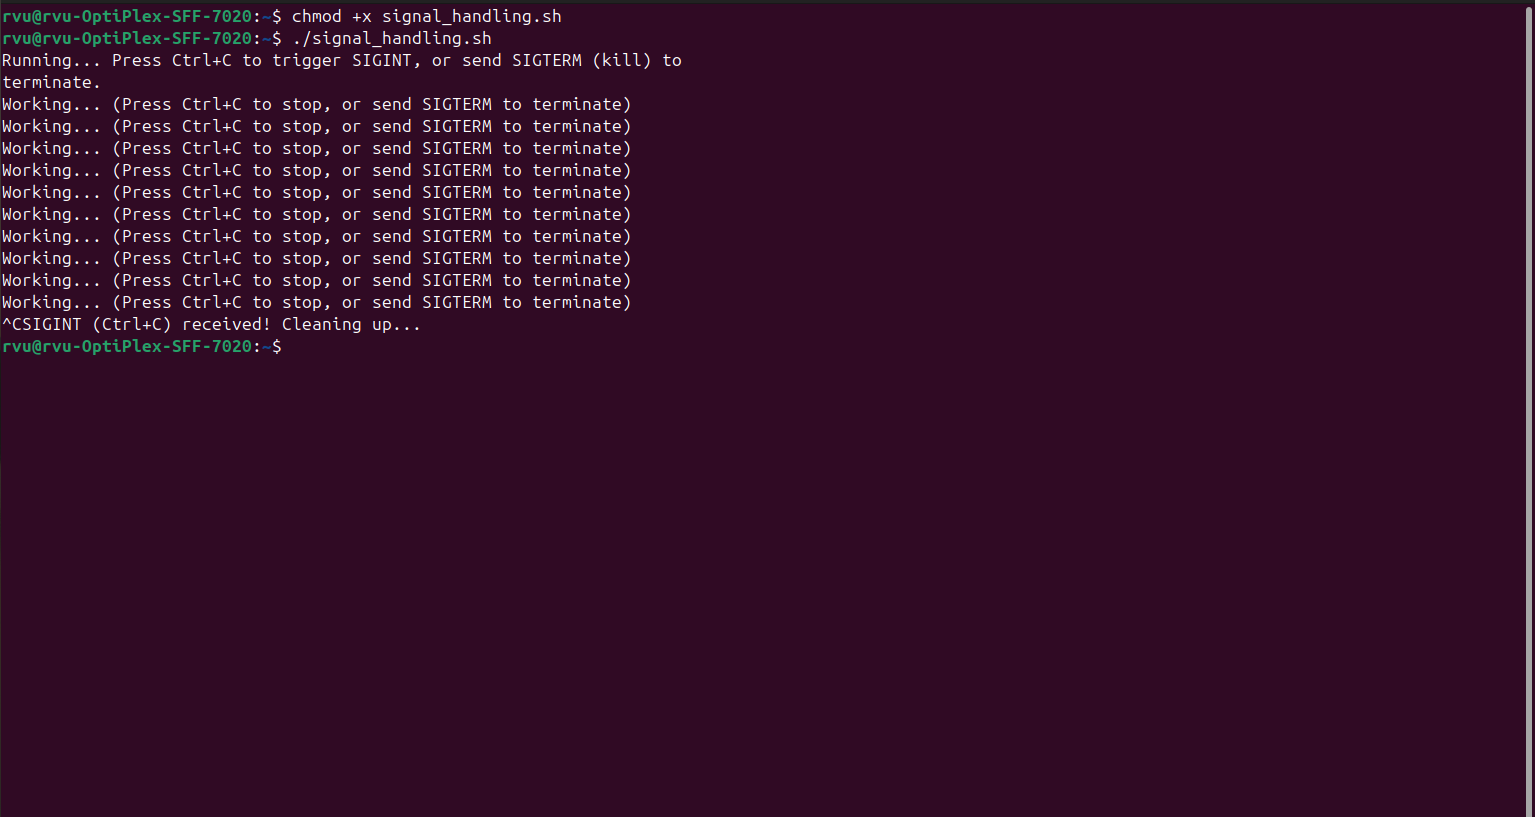 rvu@rvu-OptiPlex-SFF-7020:~$ chmod +x signal_handling.sh
rvu@rvu-OptiPlex-SFF-7020:~$ ./signal_handling.sh
Running... Press Ctrl+C to trigger SIGINT, or send SIGTERM (kill) to
terminate.
Working... (Press Ctrl+C to stop, or send SIGTERM to terminate)
Working... (Press Ctrl+C to stop, or send SIGTERM to terminate)
Working... (Press Ctrl+C to stop, or send SIGTERM to terminate)
Working... (Press Ctrl+C to stop, or send SIGTERM to terminate)
Working... (Press Ctrl+C to stop, or send SIGTERM to terminate)
Working... (Press Ctrl+C to stop, or send SIGTERM to terminate)
Working... (Press Ctrl+C to stop, or send SIGTERM to terminate)
Working... (Press Ctrl+C to stop, or send SIGTERM to terminate)
Working... (Press Ctrl+C to stop, or send SIGTERM to terminate)
Working... (Press Ctrl+C to stop, or send SIGTERM to terminate)
^CSIGINT (Ctrl+C) received! Cleaning up...
rvu@rvu-OptiPlex-SFF-7020:~$